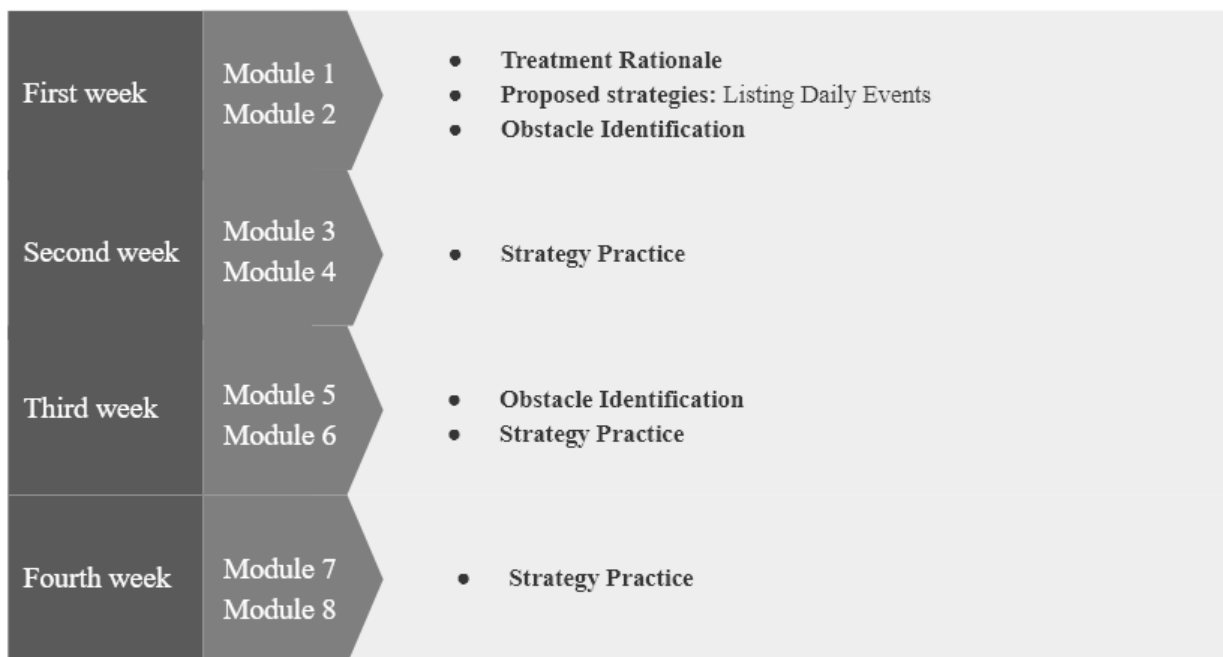 First week
Module 1
Module 2
● Treatment Rationale
● Proposed strategies: Listing Daily Events
● Obstacle Identification
Second week
Module 3
Module 4
● Strategy Practice
Third week
Module 5
Module 6
● Obstacle Identification
● Strategy Practice
Fourth week
Module 7
Module 8
● Strategy Practice